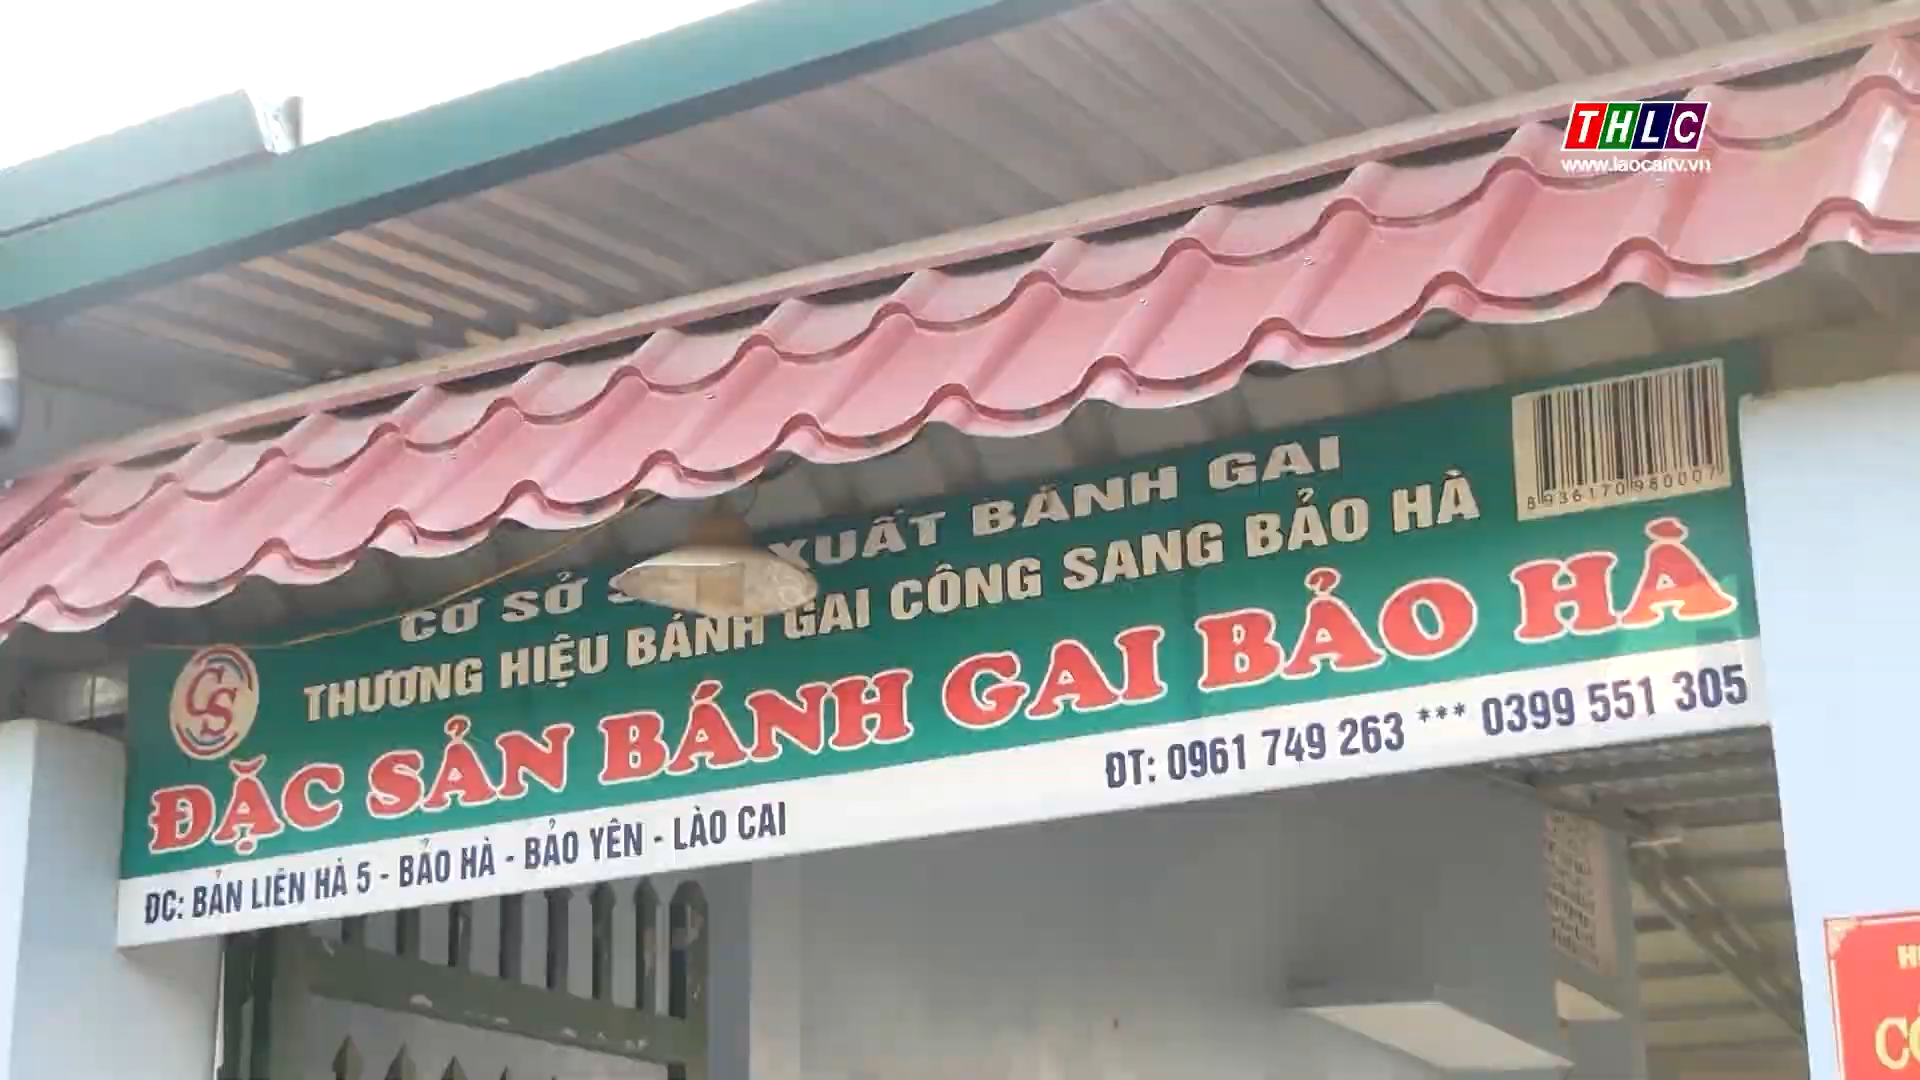 THLC
www.laocaitv.vn
CƠ SỞ XUẤT BÁNH GAI
8936170980007
THƯƠNG HIỆU BÁNH GAI CÔNG SANG BẢO HÀ
CS
ĐẶC SẢN BÁNH GAI BẢO HÀ
ĐT: 0961 749 263 *** 0399 551 305
ĐC: BẢN LIÊN HÀ 5 - BẢO HÀ - BẢO YÊN - LÀO CAI